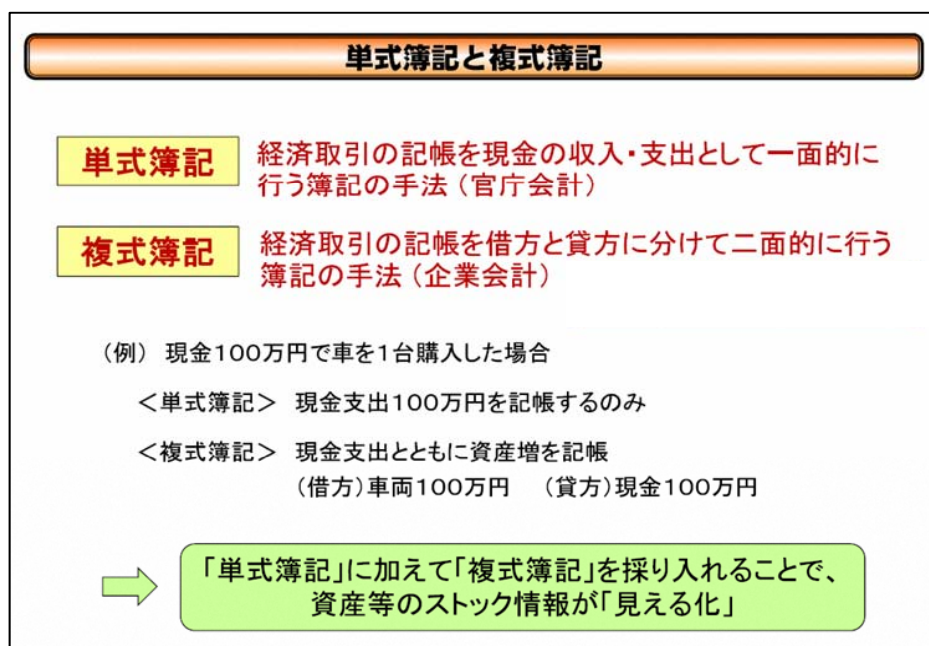 単式簿記と複式簿記
単式簿記
経済取引の記帳を現金の収入・支出として一面的に
行う簿記の手法（官庁会計）
複式簿記
経済取引の記帳を借方と貸方に分けて二面的に行う
簿記の手法（企業会計）
（例） 現金１００万円で車を１台購入した場合
＜単式簿記＞ 現金支出１００万円を記帳するのみ
＜複式簿記＞ 現金支出とともに資産増を記帳
（借方）車両１００万円 （貸方）現金１００万円
「単式簿記」に加えて「複式簿記」を採り入れることで、
資産等のストック情報が「見える化」